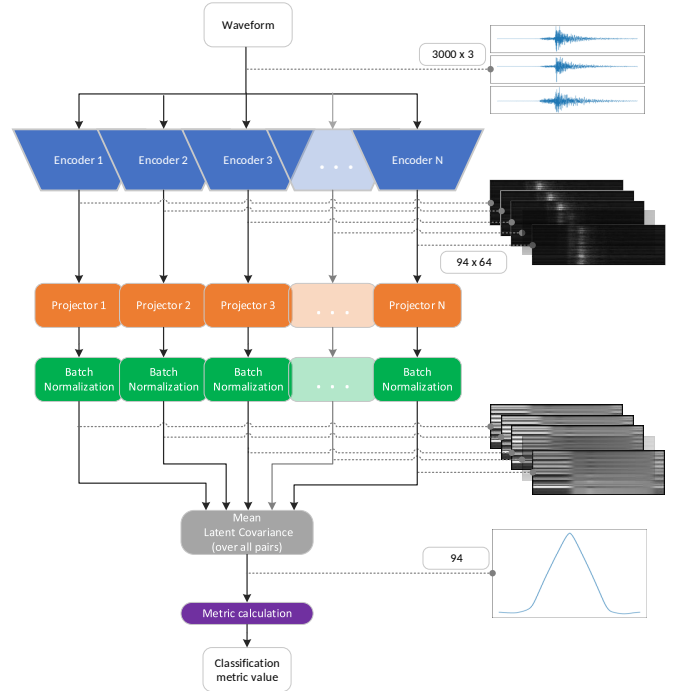 Waveform
3000 x 3
Encoder 1
Encoder 2
Encoder 3
. . .
Encoder N
94 x 64
Projector 1
Projector 2
Projector 3
. . .
Projector N
Batch
Normalization
Batch
Normalization
Batch
Normalization
. . .
Batch
Normalization
Mean
Latent Covariance
(over all pairs)
94
Metric calculation
Classification
metric value